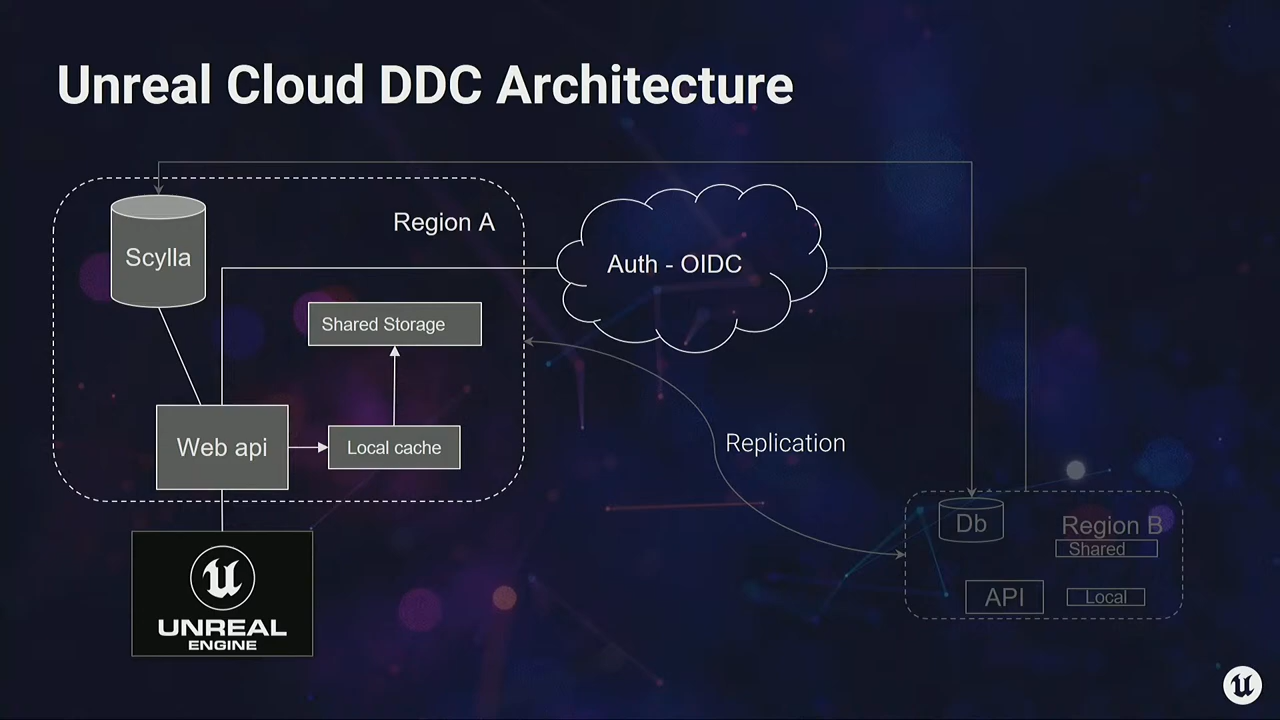 Unreal Cloud DDC Architecture
Region A
Scylla
Auth - OIDC
Shared Storage
Web api
Local cache
Replication
Db
Region B
Shared
API
Local
UNREAL
ENGINE